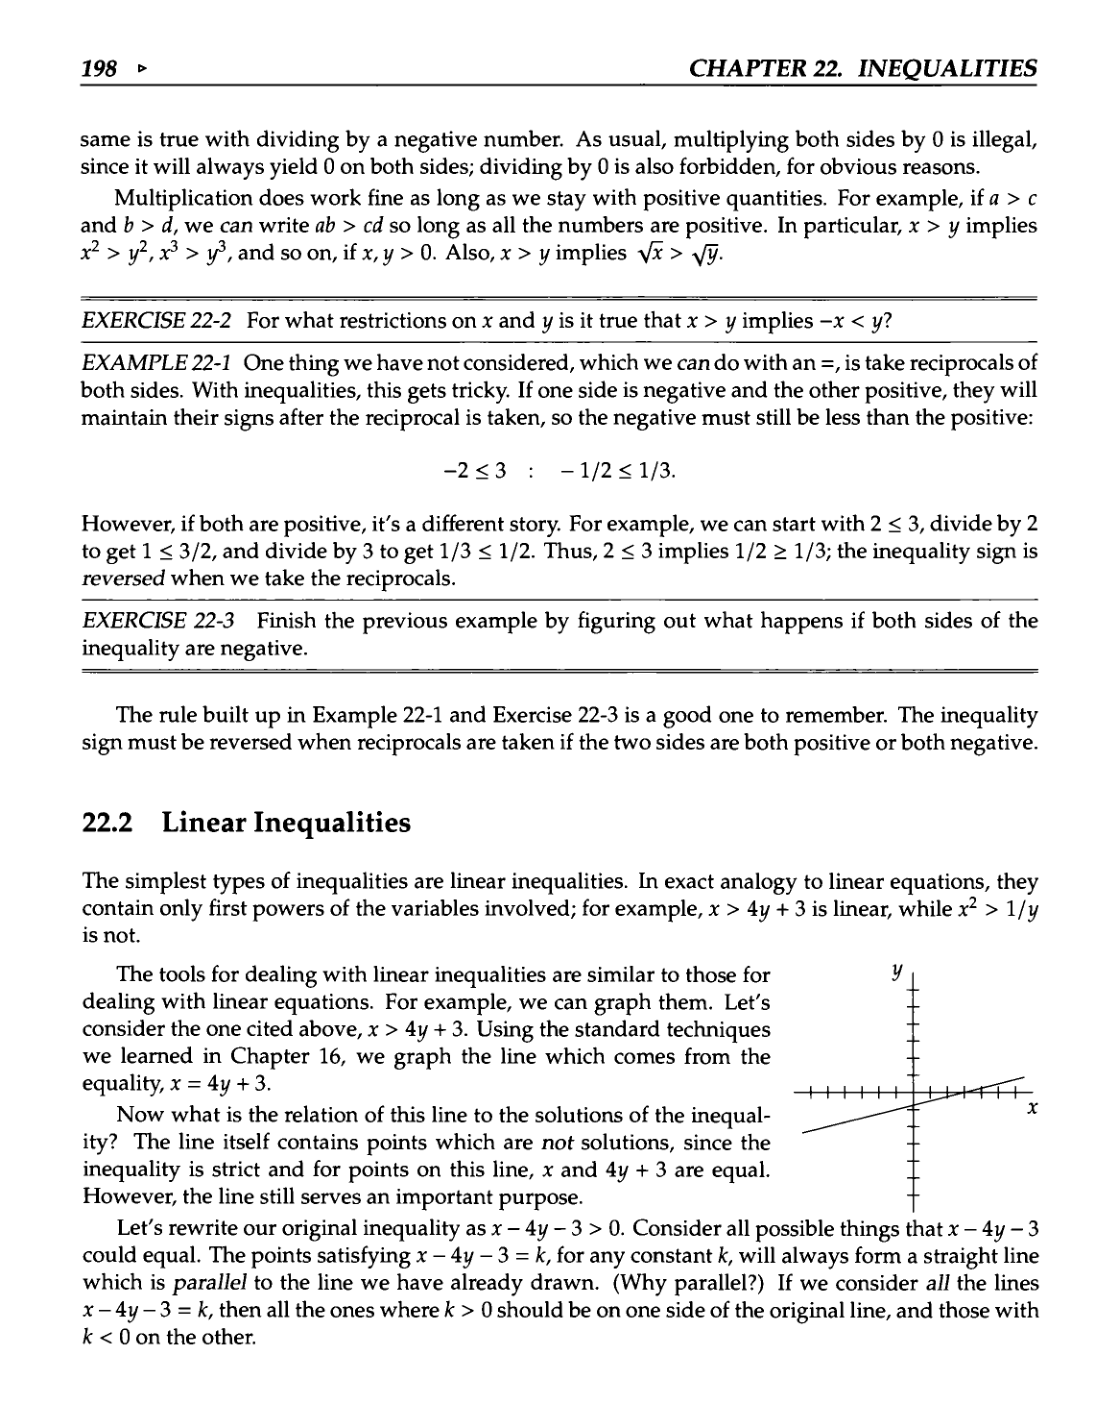 198 ▹ CHAPTER 22. INEQUALITIES
same is true with dividing by a negative number. As usual, multiplying both sides by 0 is illegal,
since it will always yield 0 on both sides; dividing by 0 is also forbidden, for obvious reasons.
Multiplication does work fine as long as we stay with positive quantities. For example, if a > c
and b > d, we can write ab > cd so long as all the numbers are positive. In particular, x > y implies
x² > y², x³ > y³, and so on, if x, y > 0. Also, x > y implies √x > √y.
EXERCISE 22-2 For what restrictions on x and y is it true that x > y implies −x < y?
EXAMPLE 22-1 One thing we have not considered, which we can do with an =, is take reciprocals of
both sides. With inequalities, this gets tricky. If one side is negative and the other positive, they will
maintain their signs after the reciprocal is taken, so the negative must still be less than the positive:
−2 ≤ 3 : − 1/2 ≤ 1/3.
However, if both are positive, it's a different story. For example, we can start with 2 ≤ 3, divide by 2
to get 1 ≤ 3/2, and divide by 3 to get 1/3 ≤ 1/2. Thus, 2 ≤ 3 implies 1/2 ≥ 1/3; the inequality sign is
reversed when we take the reciprocals.
EXERCISE 22-3 Finish the previous example by figuring out what happens if both sides of the
inequality are negative.
The rule built up in Example 22-1 and Exercise 22-3 is a good one to remember. The inequality
sign must be reversed when reciprocals are taken if the two sides are both positive or both negative.
22.2 Linear Inequalities
The simplest types of inequalities are linear inequalities. In exact analogy to linear equations, they
contain only first powers of the variables involved; for example, x > 4y + 3 is linear, while x² > 1/y
is not.
The tools for dealing with linear inequalities are similar to those for
dealing with linear equations. For example, we can graph them. Let's
consider the one cited above, x > 4y + 3. Using the standard techniques
we learned in Chapter 16, we graph the line which comes from the
equality, x = 4y + 3.
Now what is the relation of this line to the solutions of the inequal-
ity? The line itself contains points which are not solutions, since the
inequality is strict and for points on this line, x and 4y + 3 are equal.
However, the line still serves an important purpose.
y
x
Let's rewrite our original inequality as x − 4y − 3 > 0. Consider all possible things that x − 4y − 3
could equal. The points satisfying x − 4y − 3 = k, for any constant k, will always form a straight line
which is parallel to the line we have already drawn. (Why parallel?) If we consider all the lines
x − 4y − 3 = k, then all the ones where k > 0 should be on one side of the original line, and those with
k < 0 on the other.